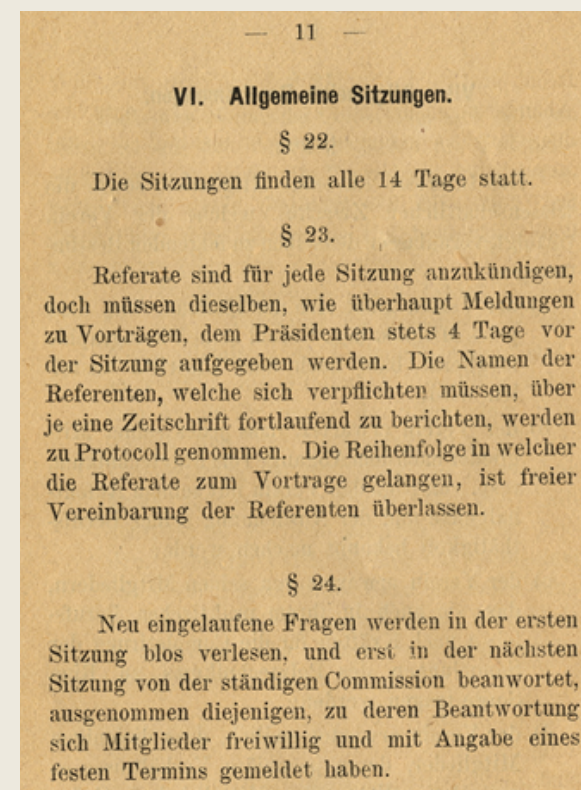 — 11 —
VI. Allgemeine Sitzungen.
§ 22.
Die Sitzungen finden alle 14 Tage statt.
§ 23.
Referate sind für jede Sitzung anzukündigen,
doch müssen dieselben, wie überhaupt Meldungen
zu Vorträgen, dem Präsidenten stets 4 Tage vor
der Sitzung aufgegeben werden. Die Namen der
Referenten, welche sich verpflichten müssen, über
je eine Zeitschrift fortlaufend zu berichten, werden
zu Protocoll genommen. Die Reihenfolge in welcher
die Referate zum Vortrage gelangen, ist freier
Vereinbarung der Referenten überlassen.
§ 24.
Neu eingelaufene Fragen werden in der ersten
Sitzung blos verlesen, und erst in der nächsten
Sitzung von der ständigen Commission beanwortet,
ausgenommen diejenigen, zu deren Beantwortung
sich Mitglieder freiwillig und mit Angabe eines
festen Termins gemeldet haben.